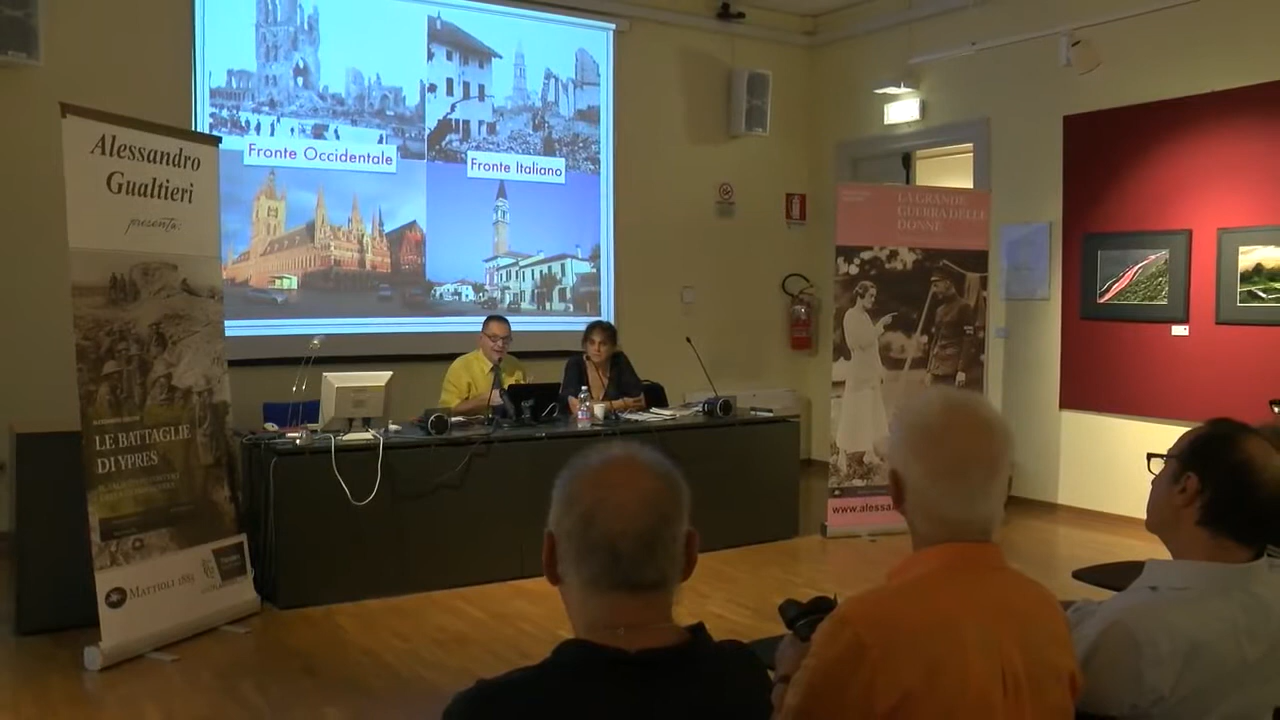 Alessandro
Gualtieri
presenta:
LE BATTAGLIE
DI YPRES
MATTIOLI 1885
Fronte Occidentale
Fronte Italiano
LA GRANDE
GUERRA DELLE
DONNE
www.alessa